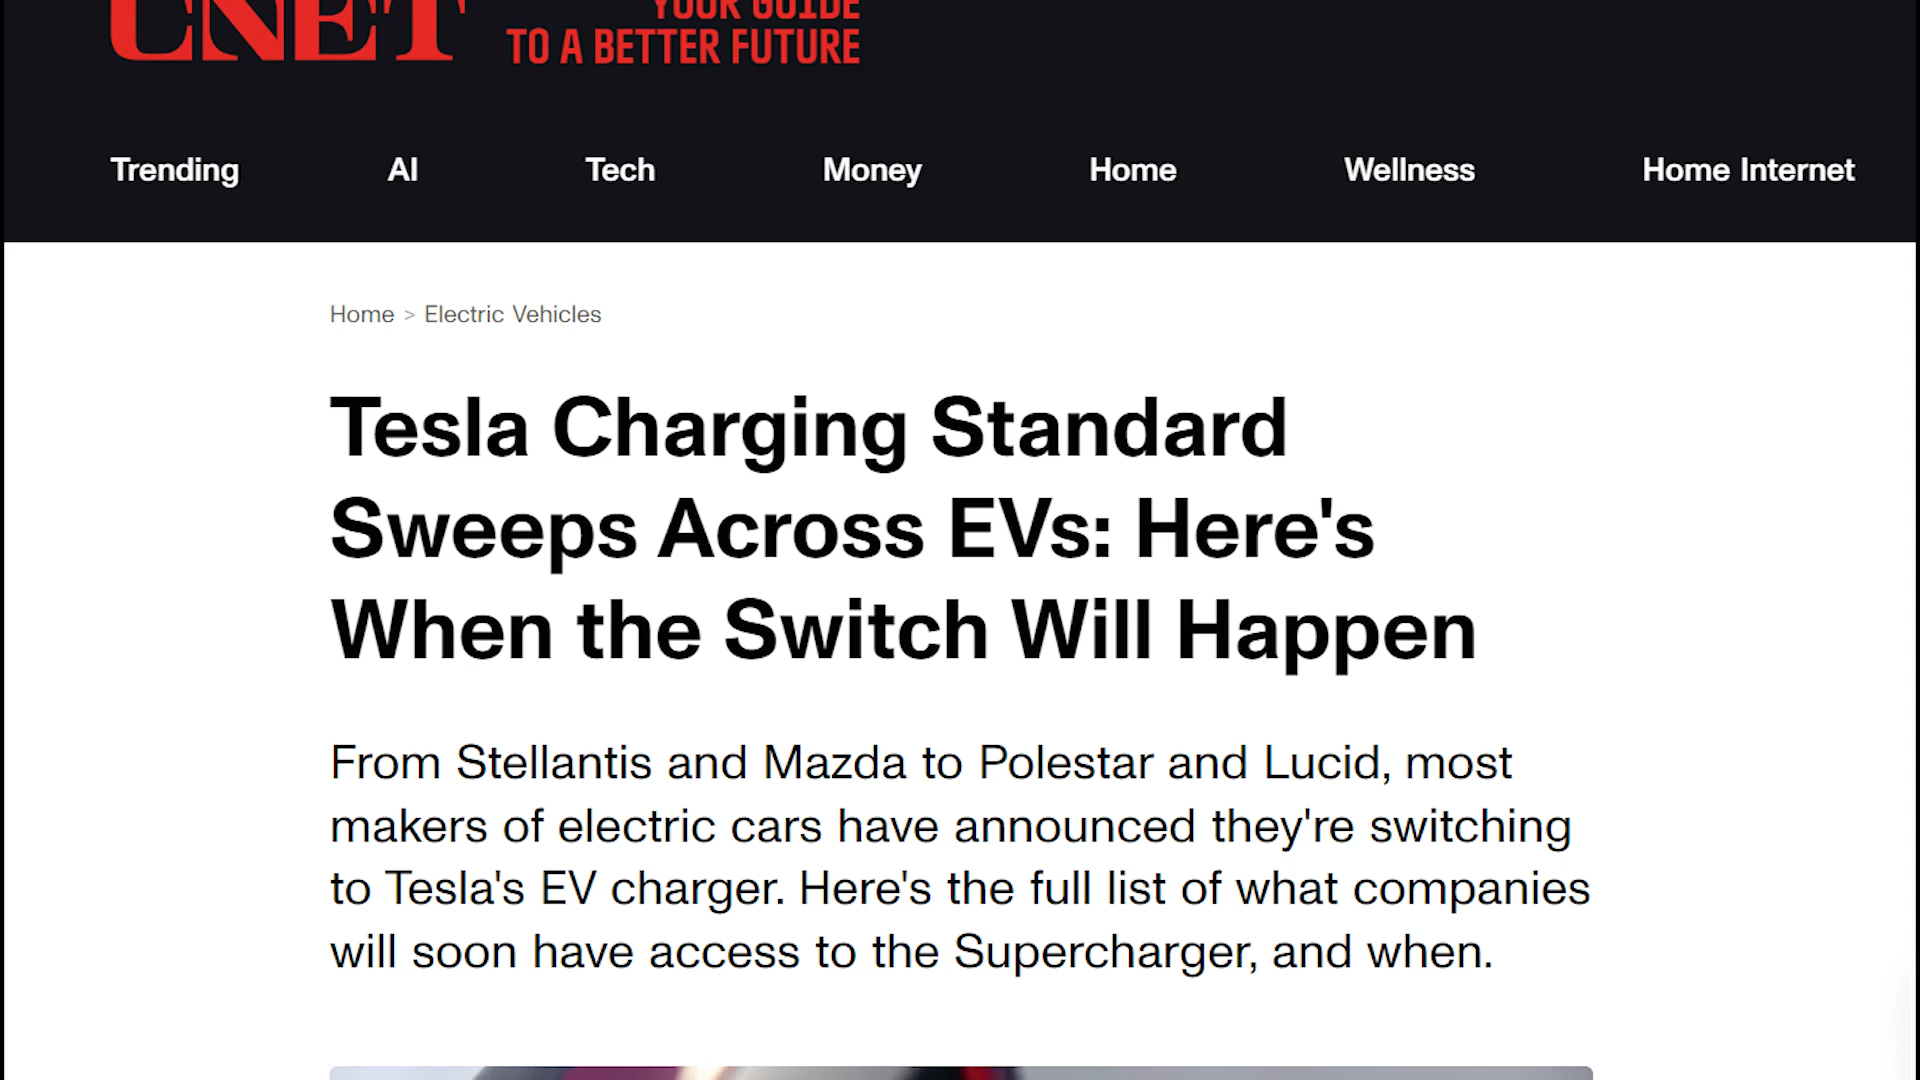 CNET
YOUR GUIDE
TO A BETTER FUTURE
Trending AI Tech Money Home Wellness Home Internet
Home > Electric Vehicles
Tesla Charging Standard
Sweeps Across EVs: Here's
When the Switch Will Happen
From Stellantis and Mazda to Polestar and Lucid, most
makers of electric cars have announced they're switching
to Tesla's EV charger. Here's the full list of what companies
will soon have access to the Supercharger, and when.